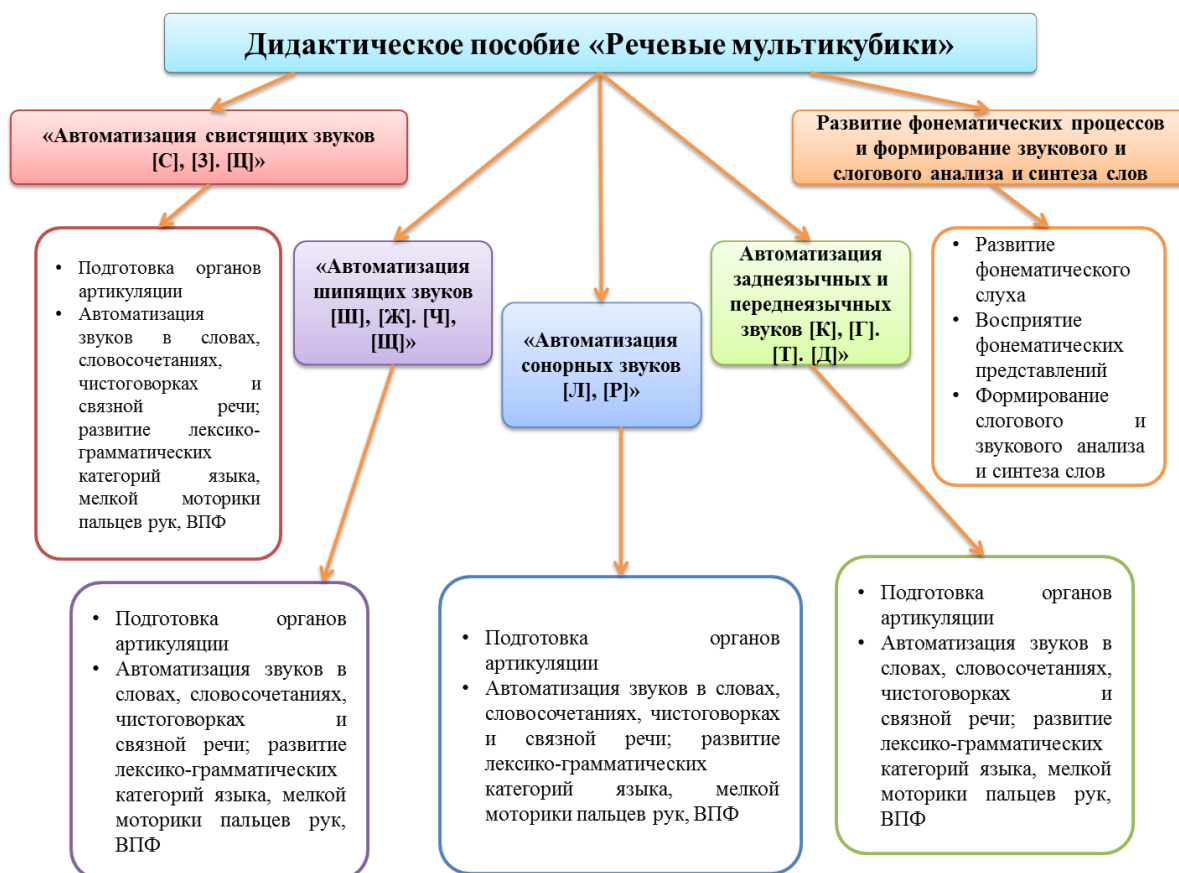 Дидактическое пособие «Речевые мультикубики»
«Автоматизация свистящих звуков
[С], [З]. [Ц]»
Развитие фонематических процессов
и формирование звукового и
слогового анализа и синтеза слов
• Подготовка органов
артикуляции
• Автоматизация
звуков в словах,
словосочетаниях,
чистоговорках и
связной речи;
развитие лексико-
грамматических
категорий языка,
мелкой моторики
пальцев рук, ВПФ
«Автоматизация
шипящих звуков
[Ш], [Ж]. [Ч],
[Щ]»
«Автоматизация
сонорных звуков
[Л], [Р]»
Автоматизация
заднеязычных и
переднеязычных
звуков [К], [Г].
[Т]. [Д]»
• Развитие
фонематического
слуха
• Восприятие
фонематических
представлений
• Формирование
слогового и
звукового анализа
и синтеза слов
• Подготовка органов
артикуляции
• Автоматизация звуков в
словах, словосочетаниях,
чистоговорках и
связной речи; развитие
лексико-грамматических
категорий языка, мелкой
моторики пальцев рук,
ВПФ
• Подготовка органов
артикуляции
• Автоматизация звуков в словах,
словосочетаниях, чистоговорках
и связной речи; развитие
лексико-грамматических
категорий языка, мелкой
моторики пальцев рук, ВПФ
• Подготовка органов
артикуляции
• Автоматизация звуков в
словах, словосочетаниях,
чистоговорках и
связной речи; развитие
лексико-грамматических
категорий языка, мелкой
моторики пальцев рук,
ВПФ